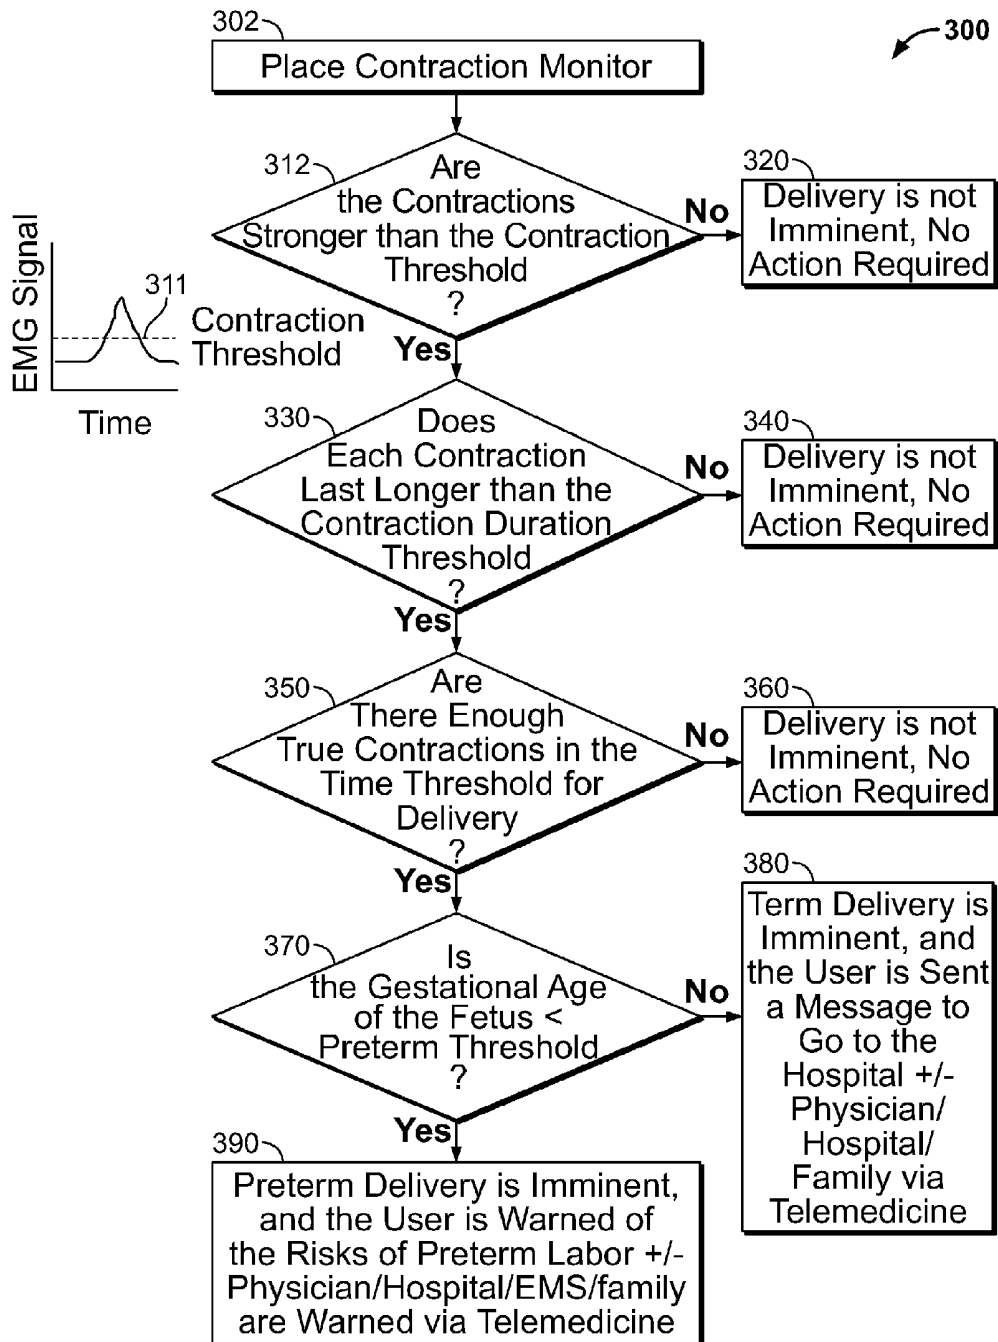 302
Place Contraction Monitor
300
312
Are
the Contractions
Stronger than the Contraction
Threshold
?
No
320
Delivery is not
Imminent, No
Action Required
EMG Signal
311
Contraction
Threshold
Time
Yes
330
Does
Each Contraction
Last Longer than the
Contraction Duration
Threshold
?
No
340
Delivery is not
Imminent, No
Action Required
Yes
350
Are
There Enough
True Contractions in the
Time Threshold for
Delivery
?
No
360
Delivery is not
Imminent, No
Action Required
Yes
370
Is
the Gestational Age
of the Fetus <
Preterm Threshold
?
No
380
Term Delivery is
Imminent, and
the User is Sent
a Message to
Go to the
Hospital +/-
Physician/
Hospital/
Family via
Telemedicine
Yes
390
Preterm Delivery is Imminent,
and the User is Warned of
the Risks of Preterm Labor +/-
Physician/Hospital/EMS/family
are Warned via Telemedicine